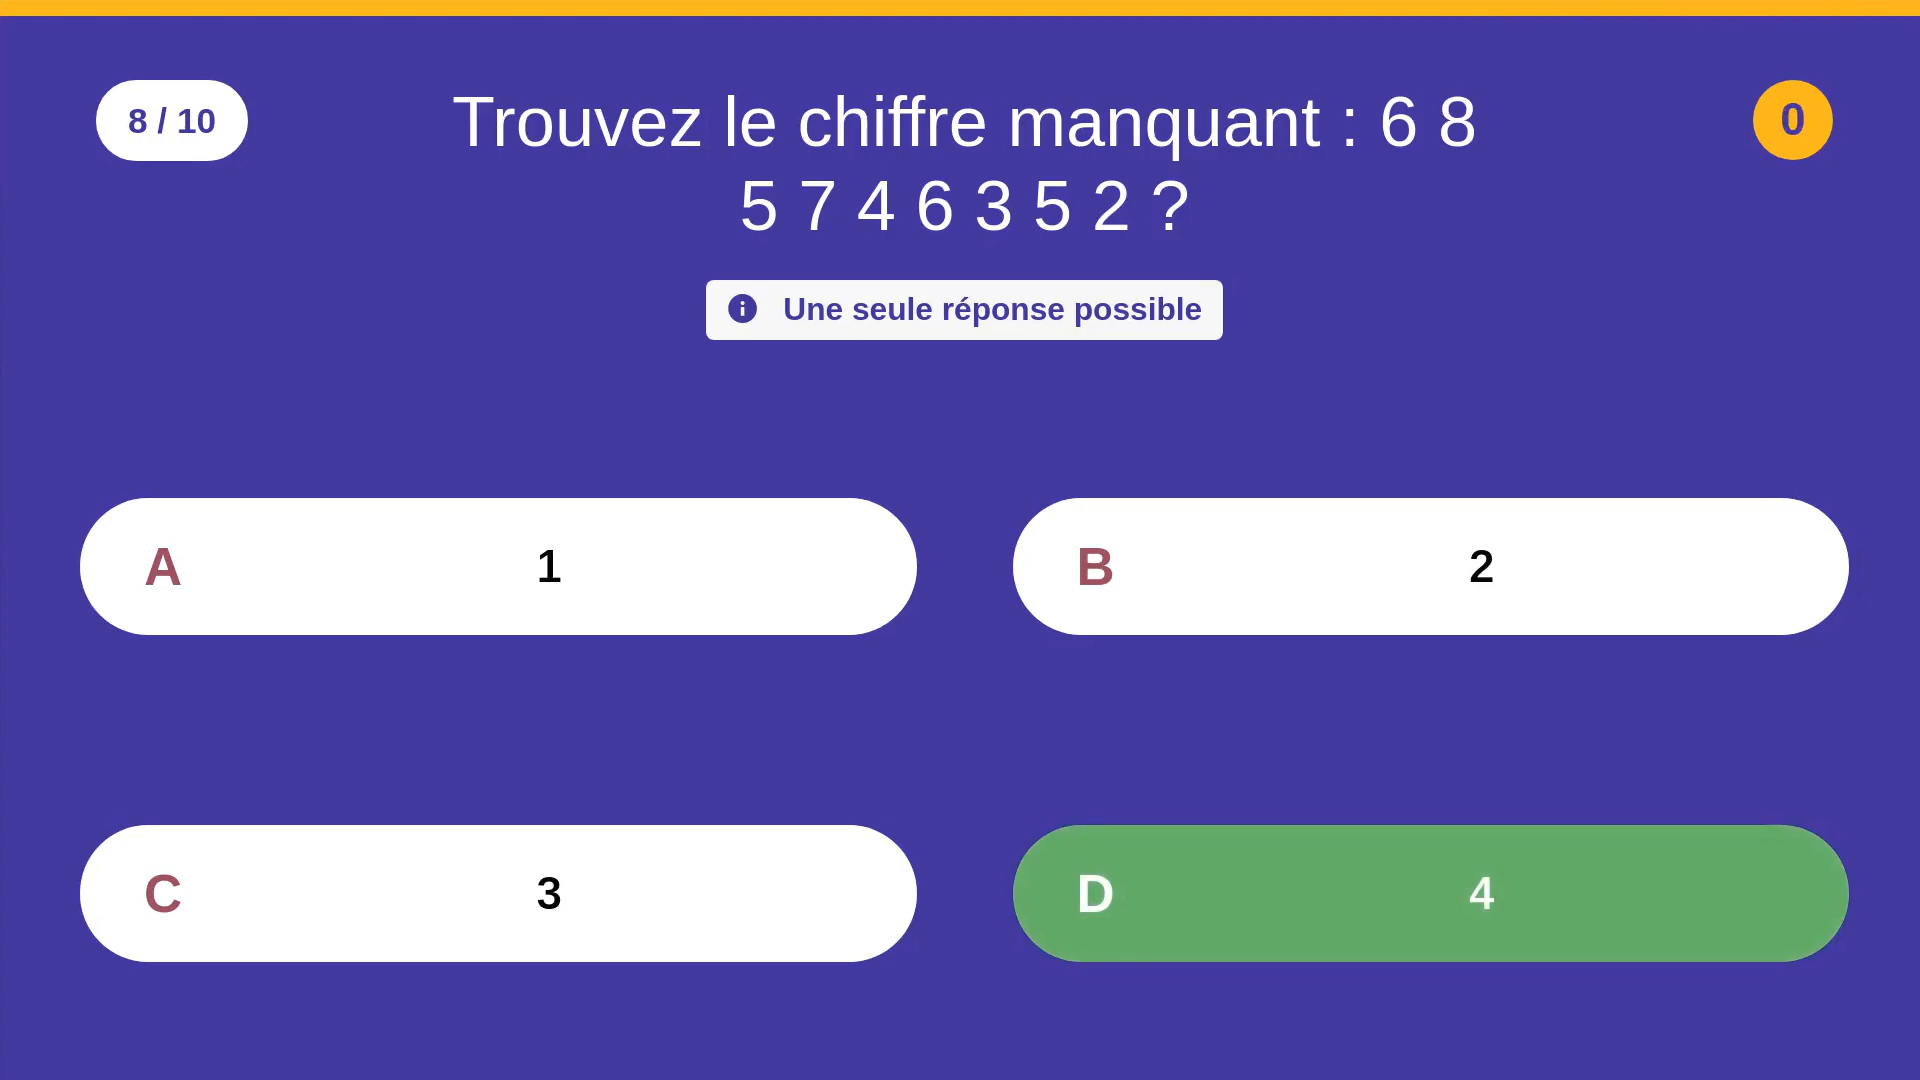 8 / 10
Trouvez le chiffre manquant : 6 8
5 7 4 6 3 5 2 ?
0
Une seule réponse possible
A 1
B 2
C 3
D 4